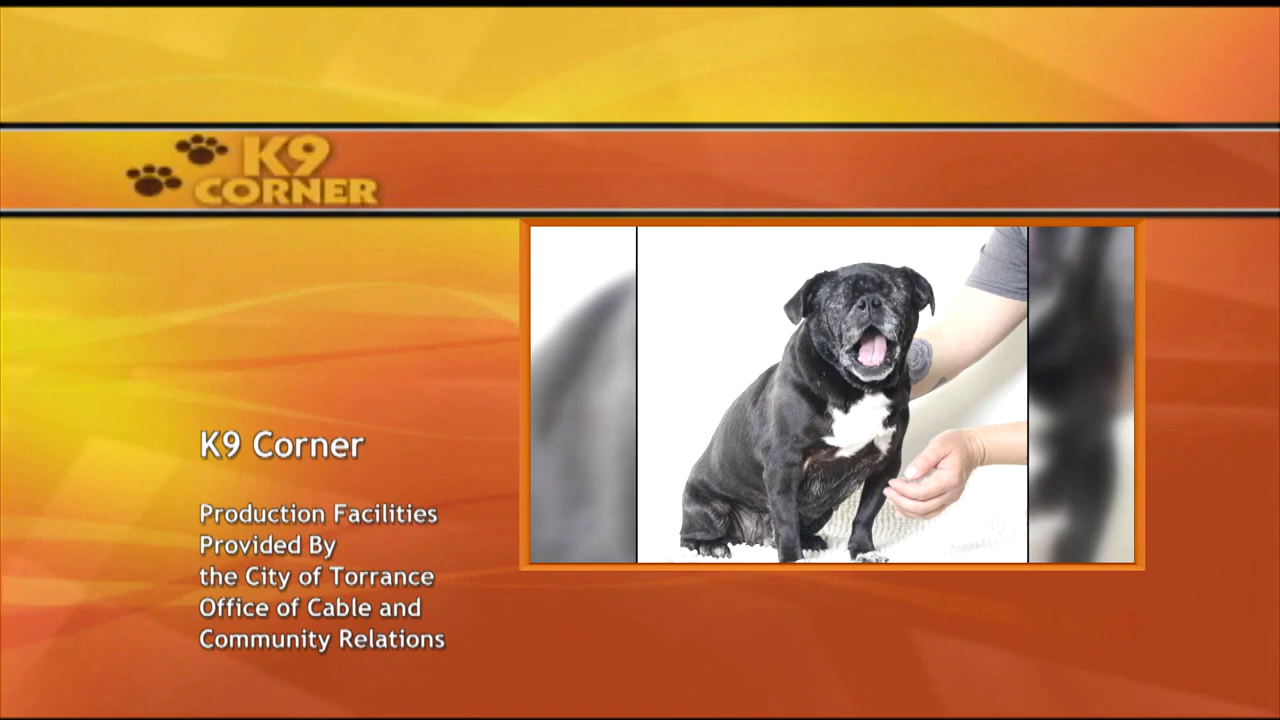 K9
CORNER
K9 Corner
Production Facilities
Provided By
the City of Torrance
Office of Cable and
Community Relations